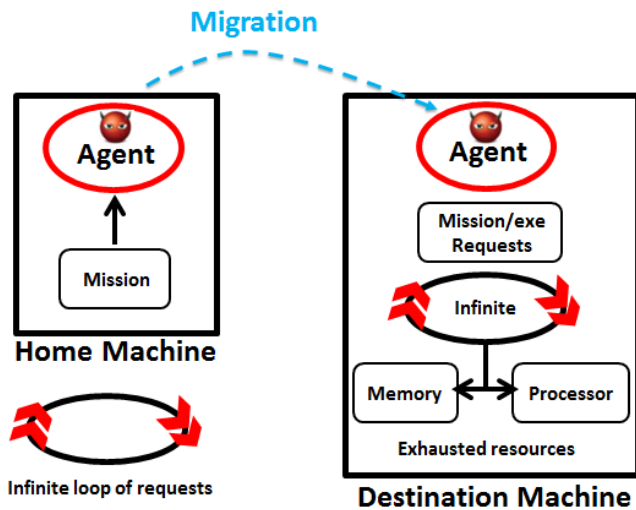 Migration
Agent
Mission
Home Machine
Infinite loop of requests
Agent
Mission/exe
Requests
Infinite
Memory
Processor
Exhausted resources
Destination Machine